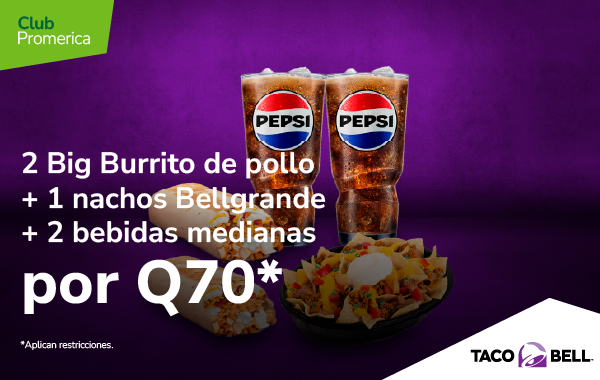 Club
Promerica
PEPSI
PEPSI
2 Big Burrito de pollo
+ 1 nachos Bellgrande
+ 2 bebidas medianas
por Q70*
*Aplican restricciones.
TACO BELL™